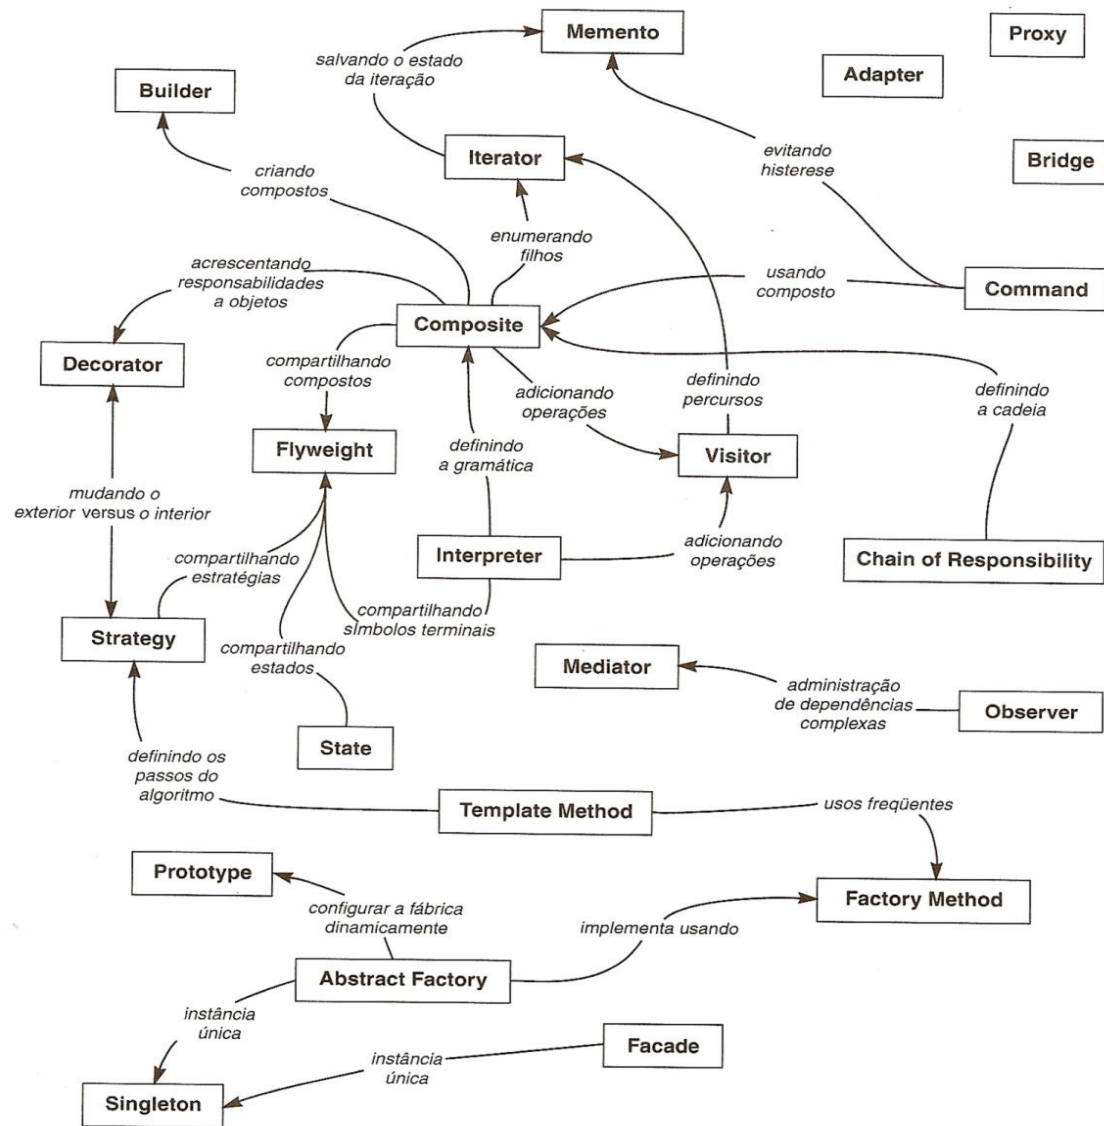 Memento
Proxy
salvando o estado
da iteração
Adapter
Builder
Iterator
evitando
histerese
Bridge
criando
compostos
enumerando
filhos
acrescentando
responsabilidades
a objetos
usando
composto
Command
Composite
Decorator
compartilhando
compostos
adicionando
operações
definindo
percursos
definindo
a cadeia
Flyweight
definindo
a gramática
Visitor
mudando o
exterior versus o interior
compartilhando
estratégias
Interpreter
adicionando
operações
Chain of Responsibility
compartilhando
símbolos terminais
Strategy
compartilhando
estados
Mediator
administração
de dependências
complexas
Observer
State
definindo os
passos do
algoritmo
Template Method
usos freqüentes
Prototype
configurar a fábrica
dinamicamente
implementa usando
Factory Method
Abstract Factory
instância
única
Facade
instância
única
Singleton